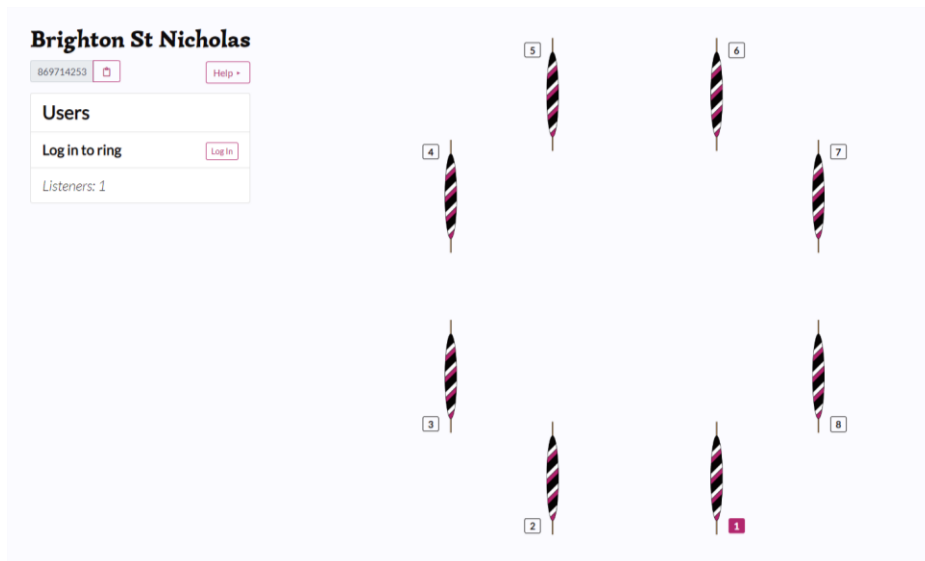 Brighton St Nicholas
869714253
Help ▸
Users
Log in to ring
Log In
Listeners: 1
5
6
4
7
3
8
2
1